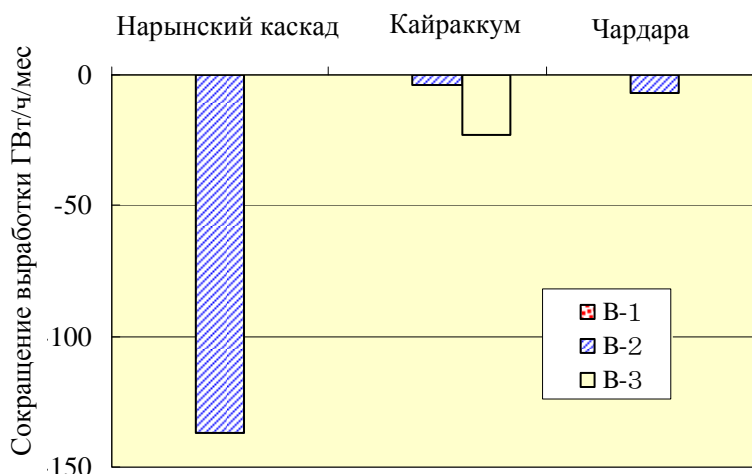 Нарынский каскад
Кайраккум
Чардара
Сокращение выработки ГВт/ч/мес
0
-50
-100
-150
В-1
В-2
В-3